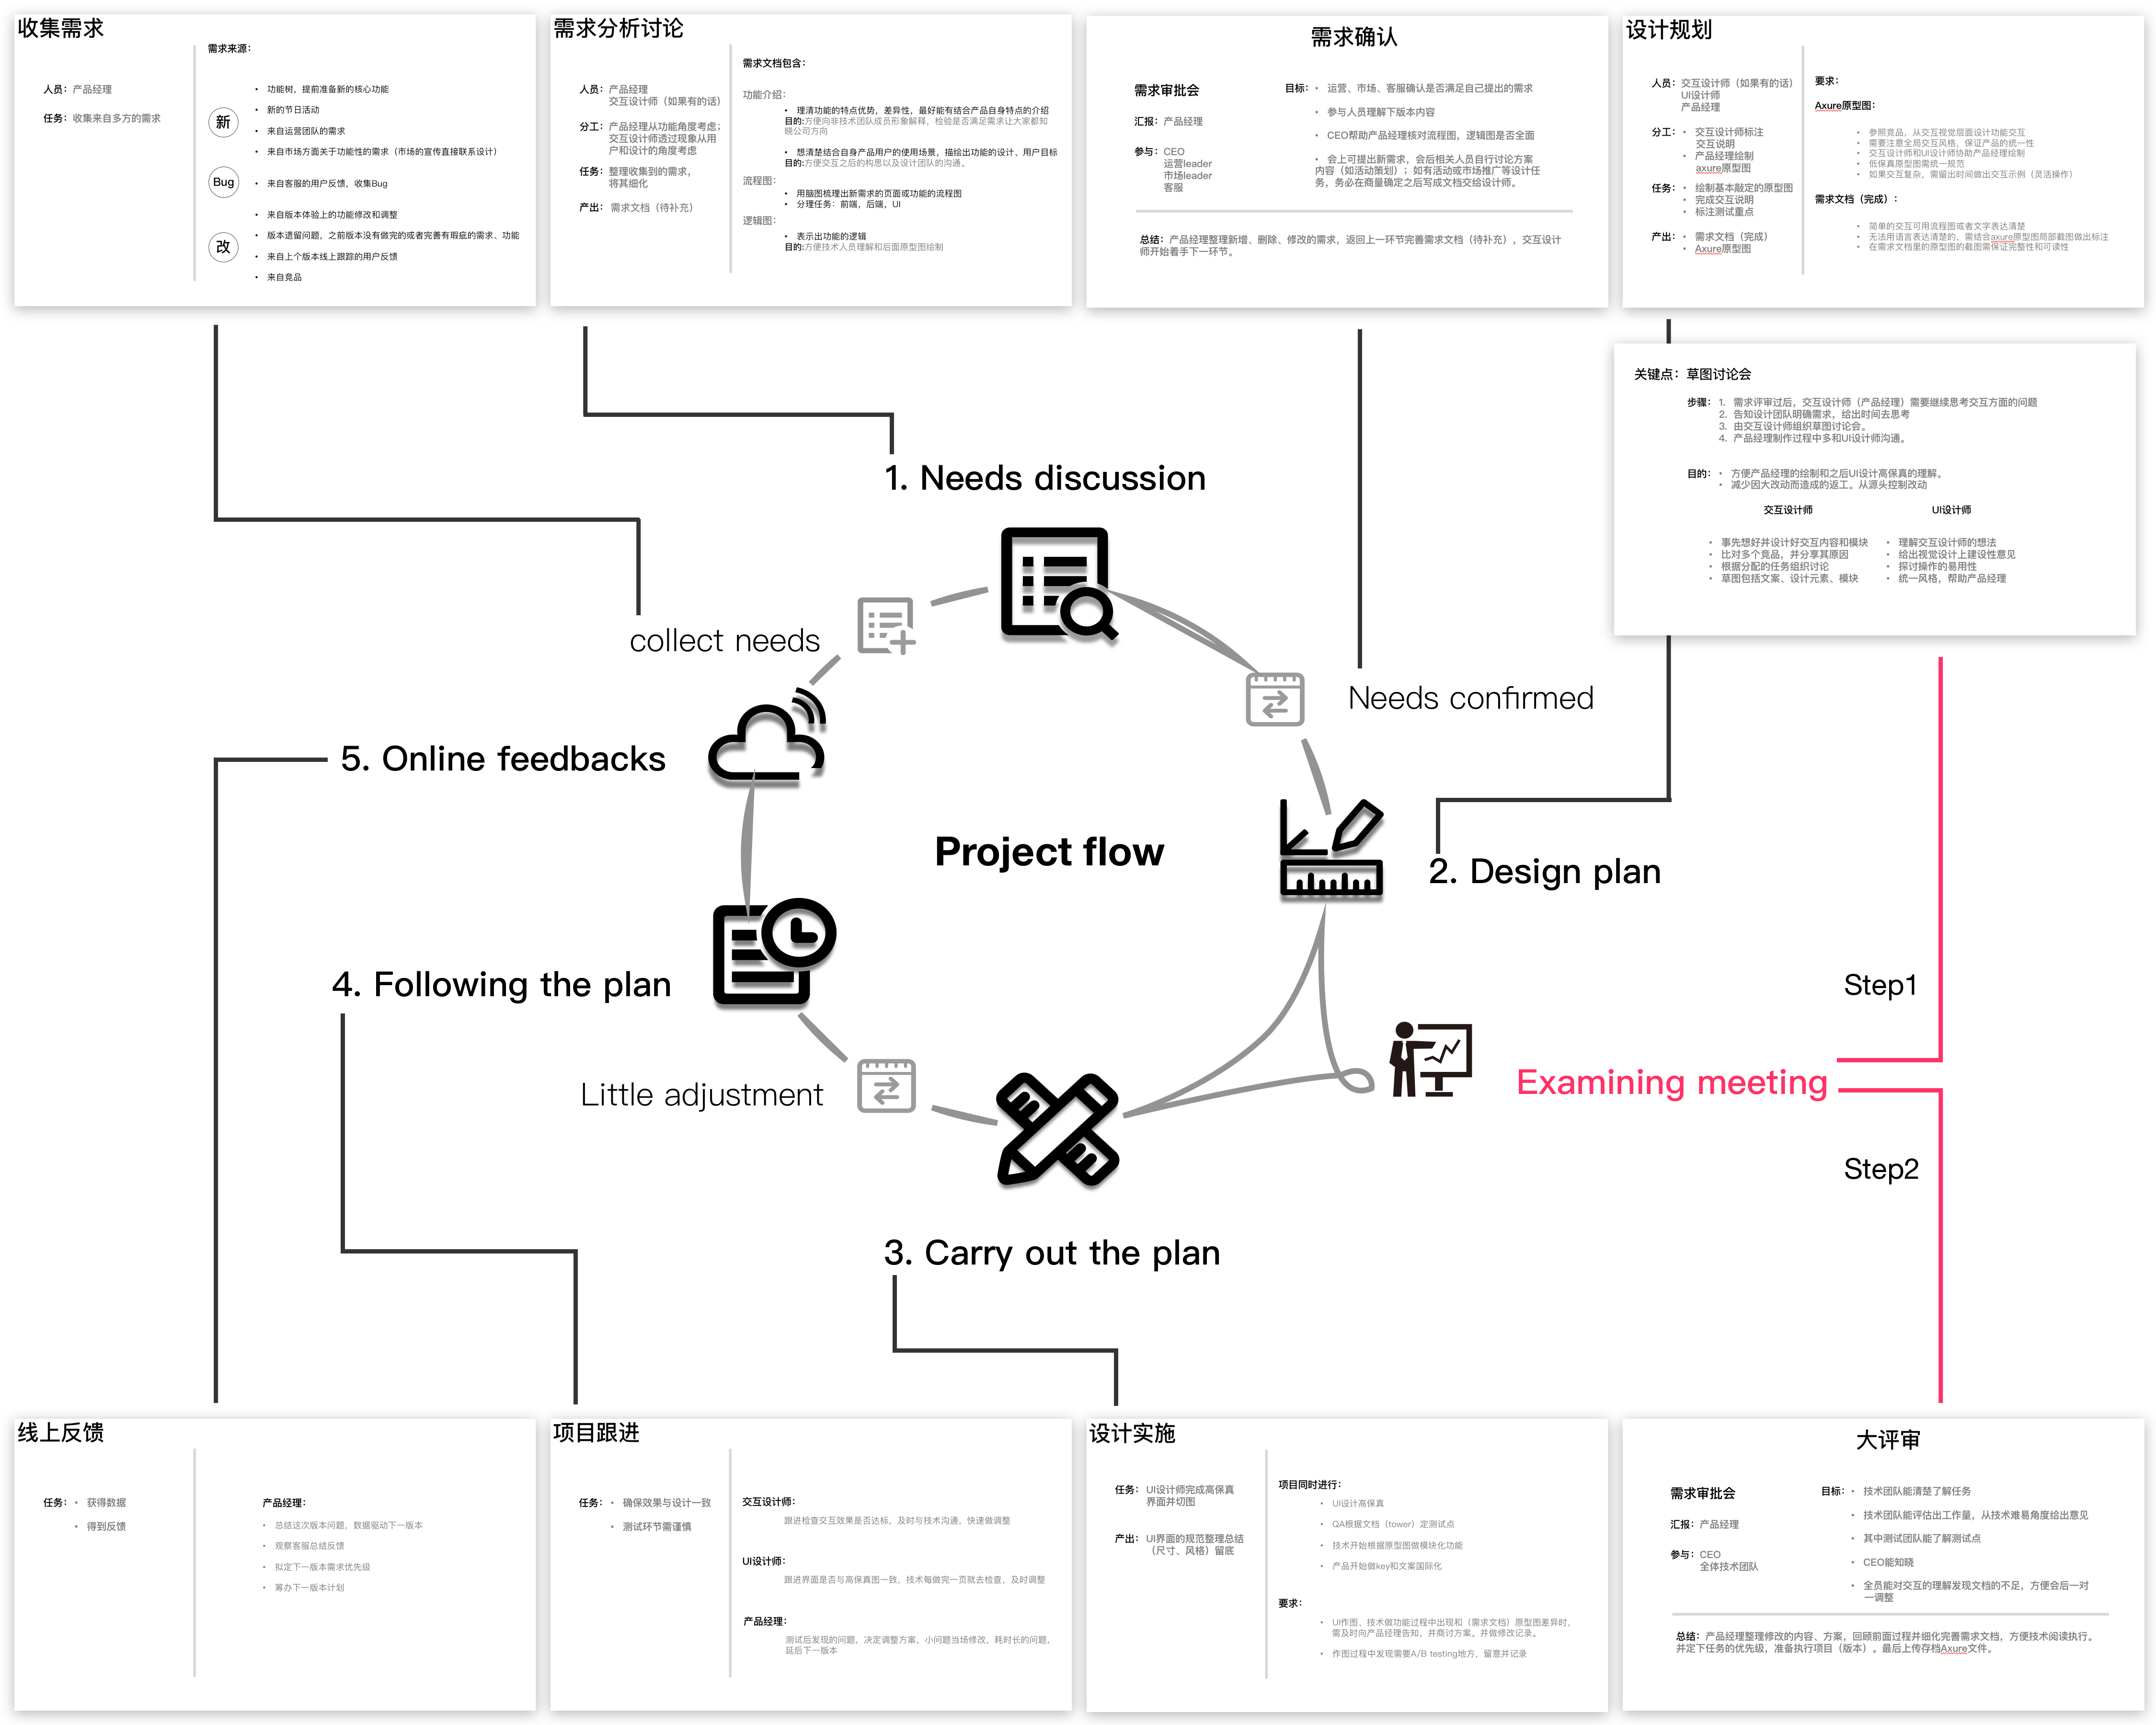 收集需求
人员：产品经理
任务：收集来自多方的需求
需求来源：
新
• 功能树，提前准备新的核心功能
• 新的节日活动
• 来自运营团队的需求
• 来自市场方面关于功能性的需求（市场的宣传直接联系设计）
Bug
• 来自客服的用户反馈，收集Bug
改
• 来自版本体验上的功能修改和调整
• 版本遗留问题，之前版本没有做完的或者完善有瑕疵的需求、功能
• 来自上个版本线上跟踪的用户反馈
• 来自竞品
需求分析讨论
人员：产品经理
交互设计师（如果有的话）
分工：产品经理从功能角度考虑；
交互设计师透过现象从用
户和设计的角度考虑
任务：整理收集到的需求，
将其细化
产出：需求文档（待补充）
需求文档包含：
功能介绍：
• 理清功能的特点优势，差异性，最好能有结合产品自身特点的介绍
目的:方便向非技术团队成员形象解释，检验是否满足需求让大家都知
晓公司方向
• 想清楚结合自身产品用户的使用场景，描绘出功能的设计、用户目标
目的:方便交互之后的构思以及设计团队的沟通。
流程图：
• 用脑图梳理出新需求的页面或功能的流程图
• 分理任务：前端，后端，UI
逻辑图：
• 表示出功能的逻辑
目的:方便技术人员理解和后面原型图绘制
需求确认
需求审批会
汇报：产品经理
参与：CEO
运营leader
市场leader
客服
目标：• 运营、市场、客服确认是否满足自己提出的需求
• 参与人员理解下版本内容
• CEO帮助产品经理核对流程图，逻辑图是否全面
• 会上可提出新需求，会后相关人员自行讨论方案
内容（如活动策划）；如有活动或市场推广等设计任
务，务必在商量确定之后写成文档交给设计师。
总结：产品经理整理新增、删除、修改的需求，返回上一环节完善需求文档（待补充），交互设计
师开始着手下一环节。
设计规划
人员：交互设计师（如果有的话）
UI设计师
产品经理
分工：• 交互设计师标注
交互说明
• 产品经理绘制
axure原型图
任务：• 绘制基本敲定的原型图
• 完成交互说明
• 标注测试重点
产出：• 需求文档（完成）
• Axure原型图
要求：
Axure原型图：
• 参照竞品，从交互视觉层面设计功能交互
• 需要注意全局交互风格，保证产品的统一性
• 交互设计师和UI设计师协助产品经理绘制
• 低保真原型图需统一规范
• 如果交互复杂，需留出时间做出交互示例（灵活操作）
需求文档（完成）：
• 简单的交互可用流程图或者文字表达清楚
• 无法用语言表达清楚的，需结合axure原型图局部截图做出标注
• 在需求文档里的原型图的截图需保证完整性和可读性
关键点：草图讨论会
步骤：1. 需求评审过后，交互设计师（产品经理）需要继续思考交互方面的问题
2. 告知设计团队明确需求，给出时间去思考
3. 由交互设计师组织草图讨论会。
4. 产品经理制作过程中多和UI设计师沟通。
目的：• 方便产品经理的绘制和之后UI设计高保真的理解。
• 减少因大改动而造成的返工。从源头控制改动
交互设计师
• 事先想好并设计好交互内容和模块
• 比对多个竞品，并分享其原因
• 根据分配的任务组织讨论
• 草图包括文案、设计元素、模块
UI设计师
• 理解交互设计师的想法
• 给出视觉设计上建设性意见
• 探讨操作的易用性
• 统一风格，帮助产品经理
1. Needs discussion
collect needs
Needs confirmed
5. Online feedbacks
Project flow
2. Design plan
4. Following the plan
Step1
Little adjustment
Examining meeting
Step2
3. Carry out the plan
线上反馈
任务：• 获得数据
• 得到反馈
产品经理：
• 总结这次版本问题，数据驱动下一版本
• 观察客服总结反馈
• 拟定下一版本需求优先级
• 筹办下一版本计划
项目跟进
任务：• 确保效果与设计一致
• 测试环节需谨慎
交互设计师：
跟进检查交互效果是否达标，及时与技术沟通，快速做调整
UI设计师：
跟进界面是否与高保真图一致，技术每做完一页就去检查，及时调整
产品经理：
测试后发现的问题，决定调整方案，小问题当场修改，耗时长的问题，
延后下一版本
设计实施
任务：UI设计师完成高保真
界面并切图
产出：UI界面的规范整理总结
（尺寸、风格）留底
项目同时进行：
• UI设计高保真
• QA根据文档（tower）定测试点
• 技术开始根据原型图做模块化功能
• 产品开始做key和文案国际化
要求：
• UI作图、技术做功能过程中出现和（需求文档）原型图差异时，
需及时向产品经理告知，并商讨方案。并做修改记录。
• 作图过程中发现需要A/B testing地方，留意并记录
大评审
需求审批会
汇报：产品经理
参与：CEO
全体技术团队
目标：• 技术团队能清楚了解任务
• 技术团队能评估出工作量，从技术难易角度给出意见
• 其中测试团队能了解测试点
• CEO能知晓
• 全员能对交互的理解发现文档的不足，方便会后一对
一调整
总结：产品经理整理修改的内容、方案，回顾前面过程并细化完善需求文档，方便技术阅读执行。
并定下任务的优先级，准备执行项目（版本）。最后上传存档Axure文件。